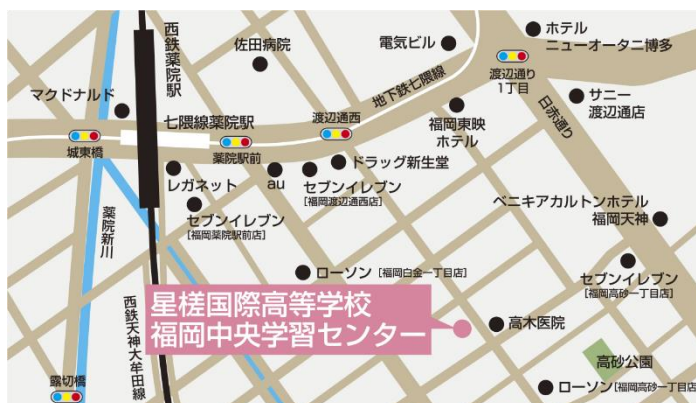 西鉄薬院駅
佐田病院
電気ビル
ホテル
ニューオータニ博多
マクドナルド
地下鉄七隈線
渡辺通り
1丁目
日赤通り
サニー
渡辺通店
七隈線薬院駅
渡辺通西
福岡東映
ホテル
城東橋
薬院駅前
ドラッグ新生堂
レガネット
au
セブンイレブン
[福岡渡辺通西店]
ベニキアカルトンホテル
福岡天神
セブンイレブン
[福岡薬院駅前店]
薬院新川
セブンイレブン
[福岡高砂一丁目店]
ローソン [福岡白金一丁目店]
西鉄天神大牟田線
星槎国際高等学校
福岡中央学習センター
高木医院
高砂公園
露切橋
ローソン [福岡高砂一丁目店]